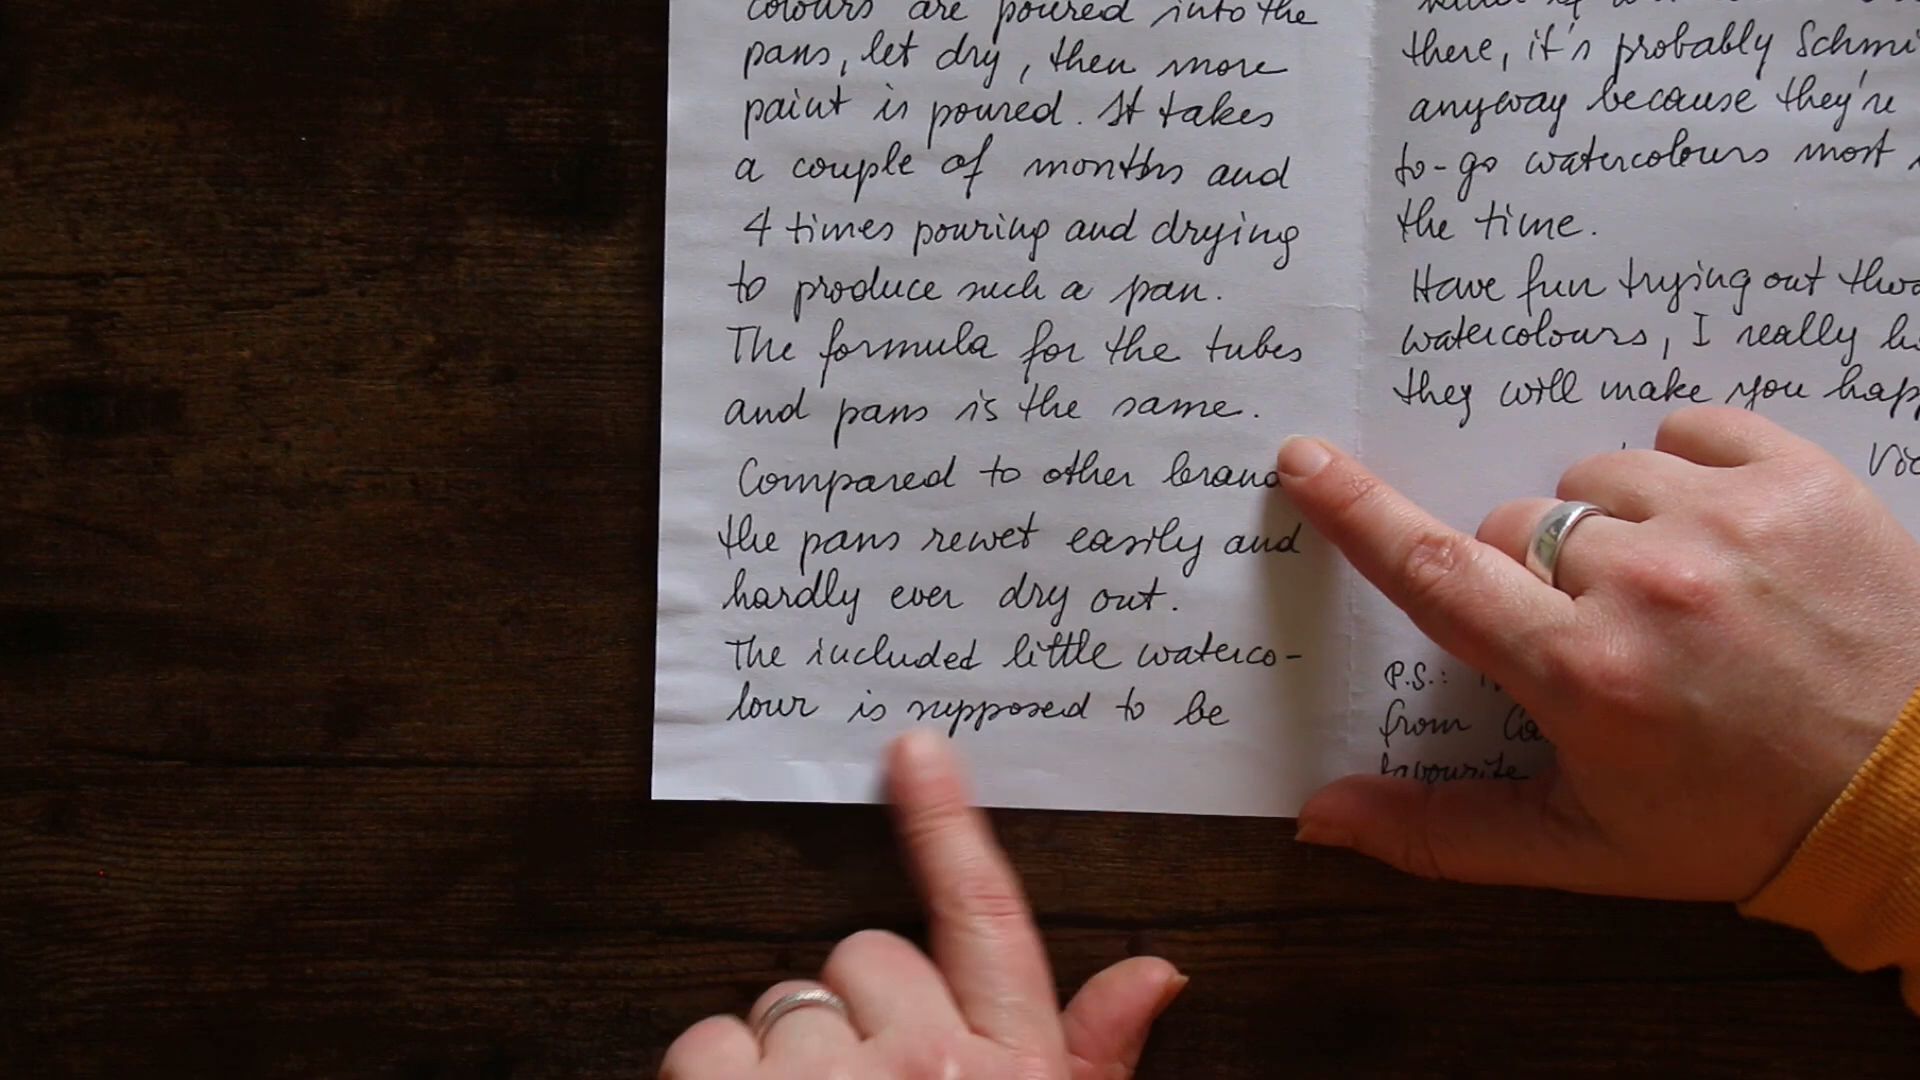 colours are poured into the
pans, let dry, then more
paint is poured. It takes
a couple of months and
4 times pouring and drying
to produce such a pan.
The formula for the tubes
and pans is the same.
Compared to other brand
the pans rewet easily and
hardly ever dry out.
The included little waterco-
lour is supposed to be
there, it's probably Schmi
anyway because they're
to-go watercolours most
the time.
Have fun trying out
watercolours, I really
they will make you
P.S.:
from
favourite